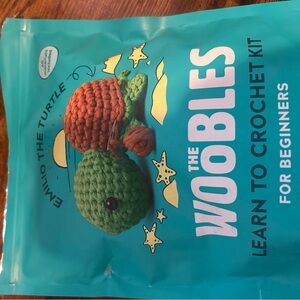 EMILIO THE TURTLE
THE
WOOBLES
LEARN TO CROCHET KIT
FOR BEGINNERS